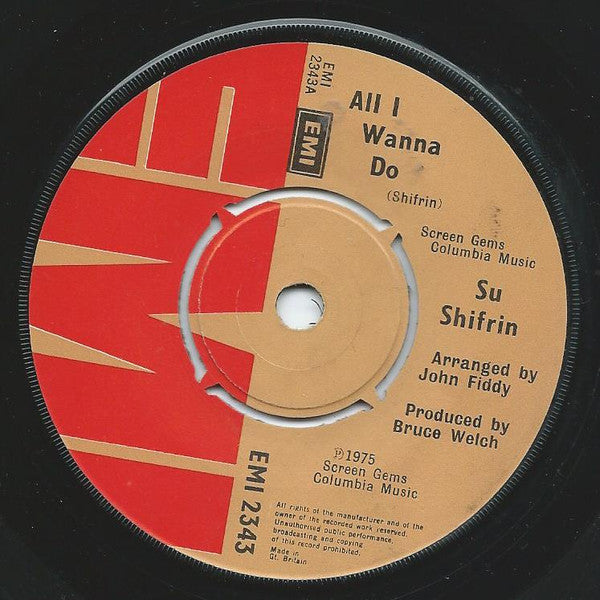 EMI
2343A
EMI
All I
Wanna
Do
(Shifrin)
Screen Gems
Columbia Music
Su
Shifrin
Arranged by
John Fiddy
Produced by
Bruce Welch
℗1975
Screen Gems
Columbia Music
EMI 2343
All rights of the manufacturer and of the
owner of the recorded work reserved.
Unauthorised public performance,
broadcasting and copying
of this record prohibited.
Made in
Gt. Britain
EMI